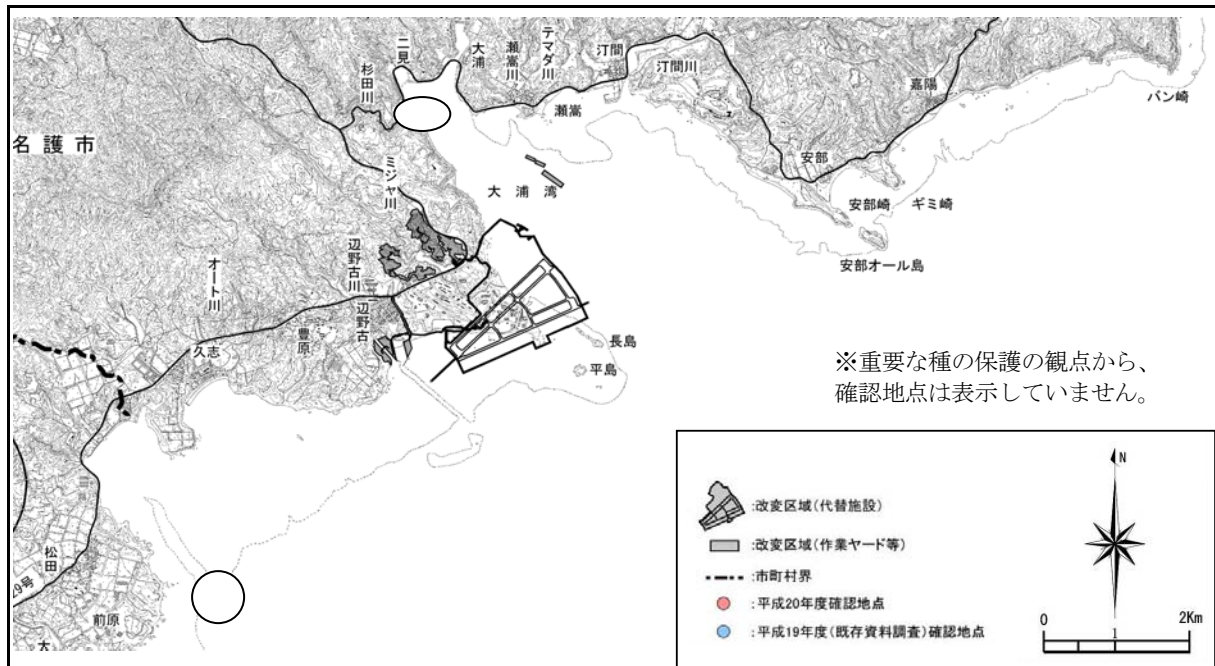 名護市
二見
杉田川
大浦
瀬嵩川
テマダ川
汀間
汀間川
嘉陽
バン崎
瀬嵩
安部
ミジャ川
大浦湾
安部崎
ギミ崎
安部オール島
辺野古川
オート川
辺野古
豊原
久志
長島
平島
※重要な種の保護の観点から、
確認地点は表示していません。
松田
29号
前原
大
:改変区域(代替施設)
:改変区域(作業ヤード等)
:市町村界
:平成20年度確認地点
:平成19年度(既存資料調査)確認地点
N
0 1 2Km